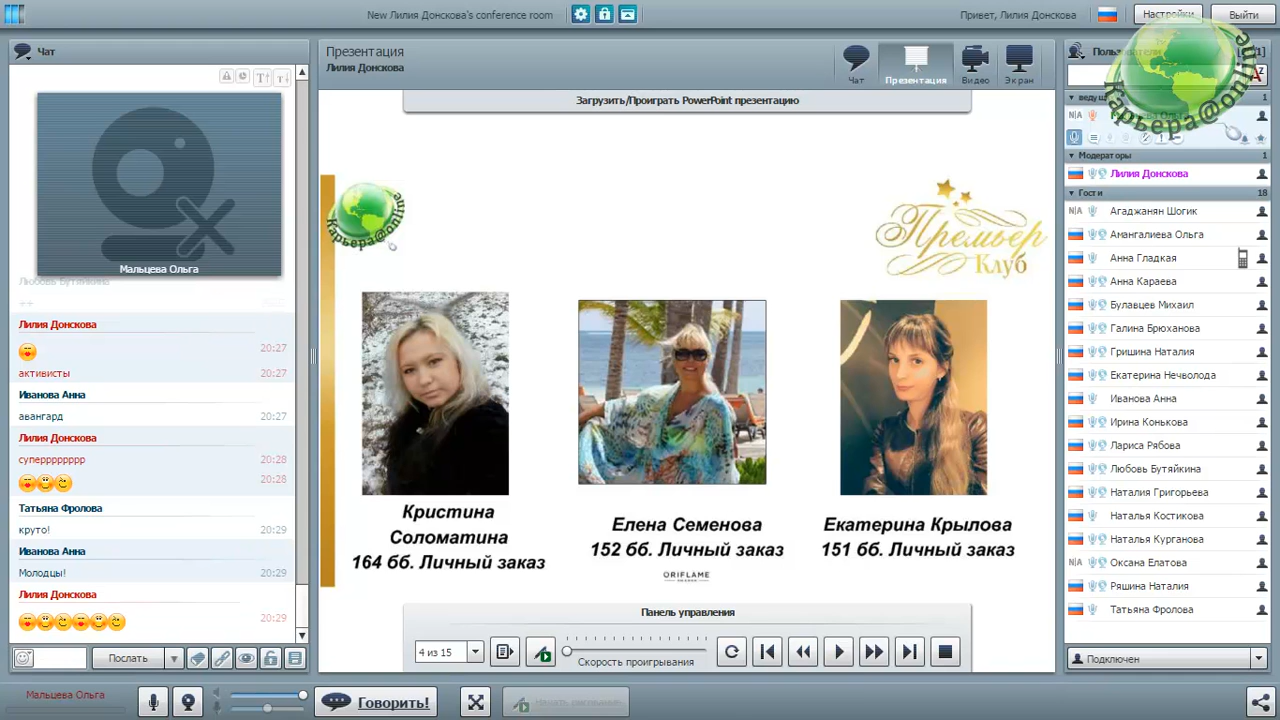 New Лилия Донскова's conference room
Привет, Лилия Донскова
Настройки
Выйти
Чат
Мальцева Ольга
Любовь Бутяйкина
++
Лилия Донскова
20:27
активисты
20:27
Иванова Анна
авангард
20:27
Лилия Донскова
суперррррррр
20:28
20:28
Татьяна Фролова
круто!
20:29
Иванова Анна
Молодцы!
20:29
Лилия Донскова
20:29
Послать
Мальцева Ольга
Говорить!
Презентация
Лилия Донскова
Чат
Презентация
Видео
Экран
Загрузить/Проиграть PowerPoint презентацию
Карьера@online
Премьер
Клуб
Кристина
Соломатина
164 бб. Личный заказ
Елена Семенова
152 бб. Личный заказ
Екатерина Крылова
151 бб. Личный заказ
ORIFLAME
Панель управления
4 из 15
Скорость проигрывания
Карьера@online
Модераторы
1
Лилия Донскова
Гости
18
N/A
Агаджанян Шогик
Амангалиева Ольга
Анна Гладкая
Анна Караева
Булавцев Михаил
Галина Брюханова
Гришина Наталия
Екатерина Нечволода
Иванова Анна
Ирина Конькова
Лариса Рябова
Любовь Бутяйкина
Наталия Григорьева
Наталья Костикова
Наталья Курганова
N/A
Оксана Елатова
Ряшина Наталия
Татьяна Фролова
Подключен